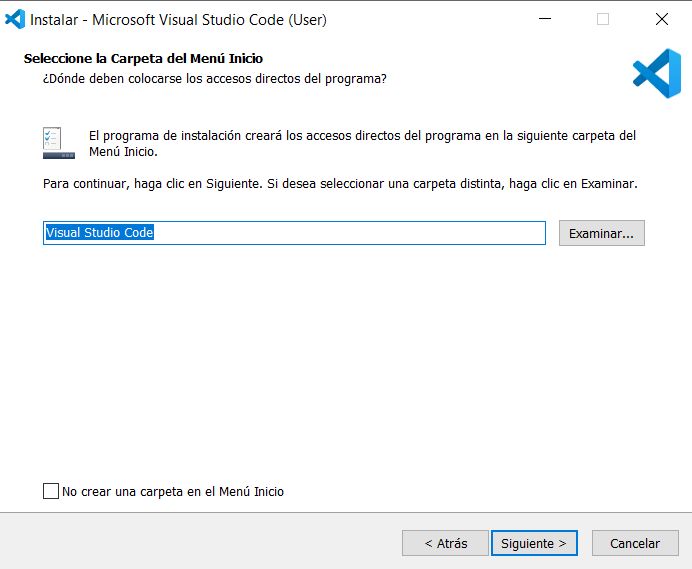 Instalar - Microsoft Visual Studio Code (User)
Seleccione la Carpeta del Menú Inicio
¿Dónde deben colocarse los accesos directos del programa?
El programa de instalación creará los accesos directos del programa en la siguiente carpeta del
Menú Inicio.
Para continuar, haga clic en Siguiente. Si desea seleccionar una carpeta distinta, haga clic en Examinar.
Visual Studio Code
Examinar...
No crear una carpeta en el Menú Inicio
< Atrás
Siguiente >
Cancelar